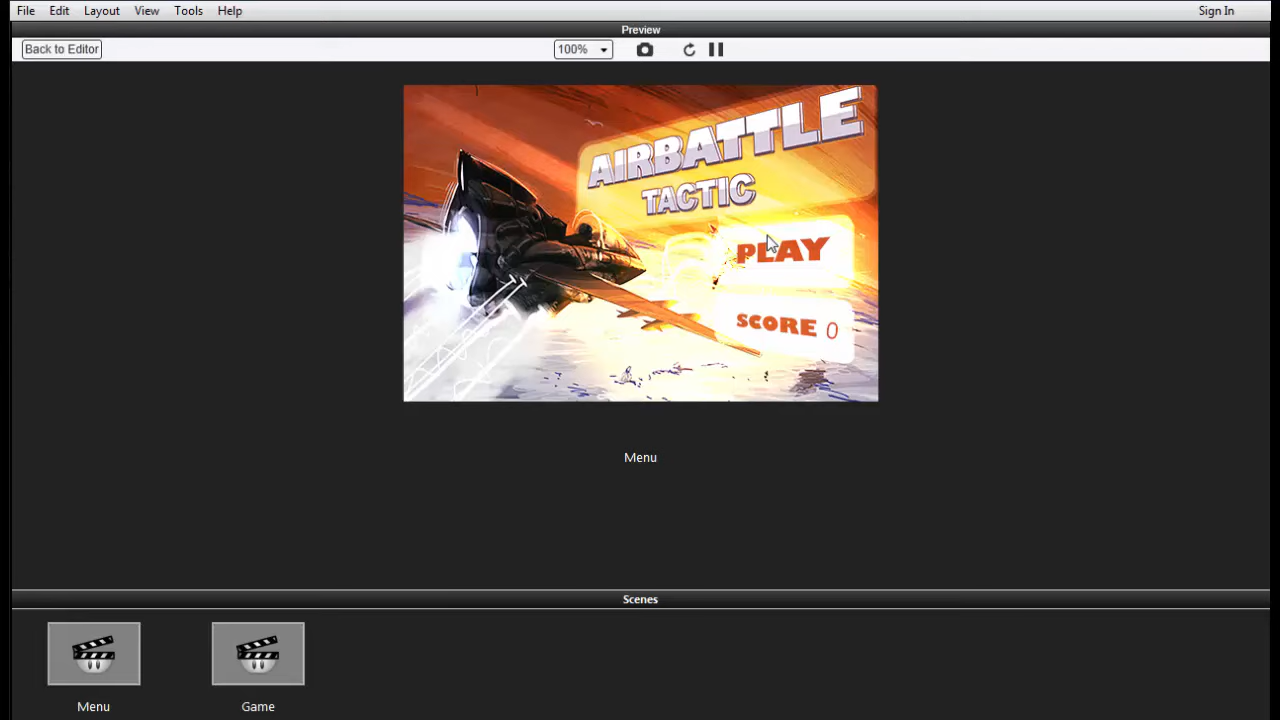 File Edit Layout View Tools Help Sign In
Preview
Back to Editor 100%
AIRBATTLE
TACTIC
PLAY
SCORE 0
Menu
Scenes
Menu Game